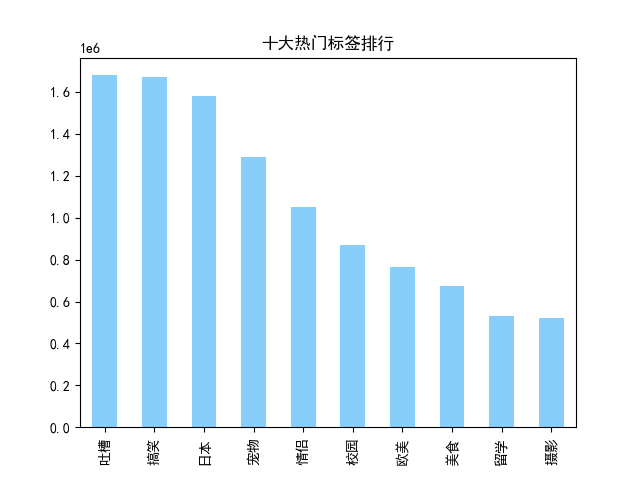 十大热门标签排行
1e6
1.6
1.4
1.2
1.0
0.8
0.6
0.4
0.2
0.0
吐槽
搞笑
日本
宠物
情侣
校园
欧美
美食
留学
摄影